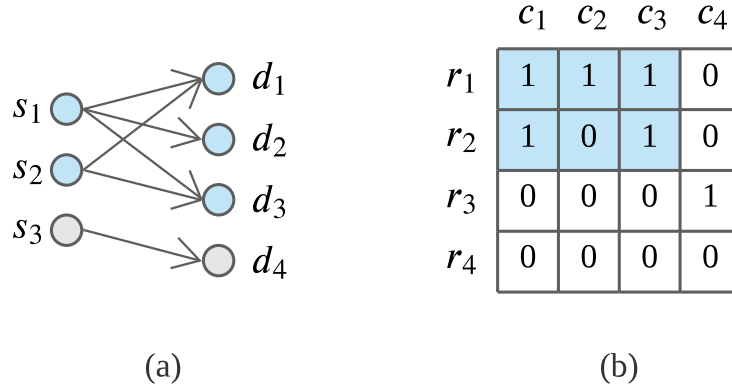 s₁
s₂
s₃
d₁
d₂
d₃
d₄
(a)
c₁ c₂ c₃ c₄
r₁ 1 1 1 0
r₂ 1 0 1 0
r₃ 0 0 0 1
r₄ 0 0 0 0
(b)